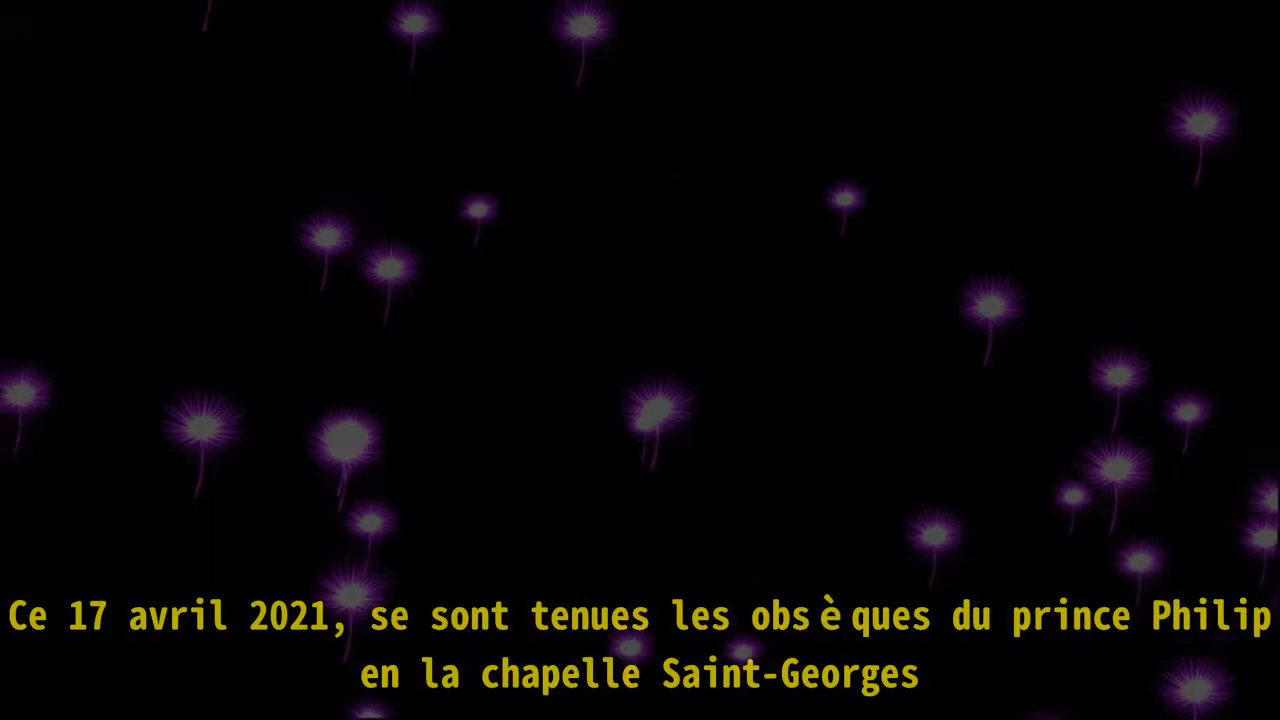 Ce 17 avril 2021, se sont tenues les obsèques du prince Philip
en la chapelle Saint-Georges